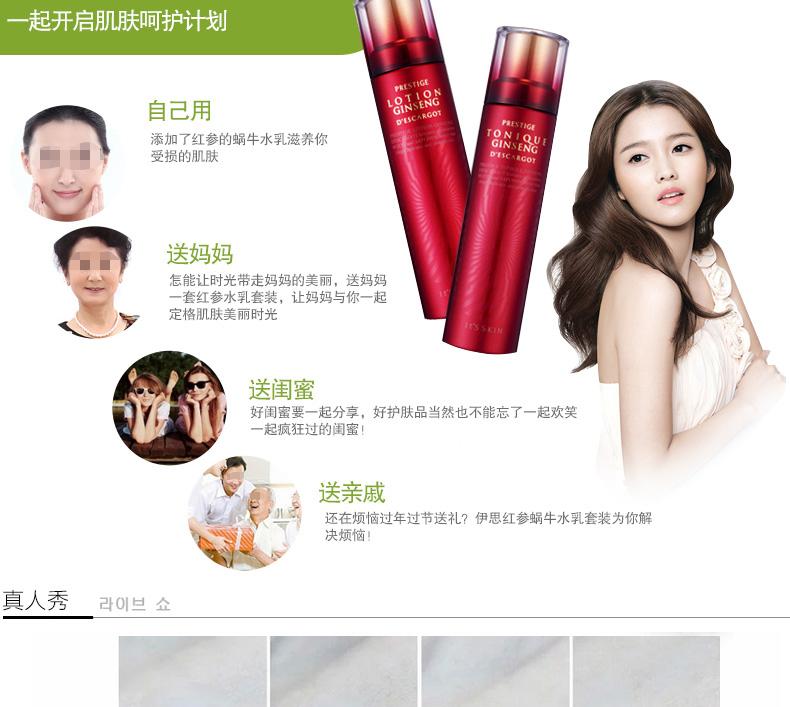 一起开启肌肤呵护计划
PRESTIGE
LOTION
GINSENG
D'ESCARGOT
PRESTIGE
TONIQUE
GINSENG
D'ESCARGOT
It'S SKIN
自己用
添加了红参的蜗牛水乳滋养你
受损的肌肤
送妈妈
怎能让时光带走妈妈的美丽，送妈妈
一套红参水乳套装，让妈妈与你一起
定格肌肤美丽时光
送闺蜜
好闺蜜要一起分享，好护肤品当然也不能忘了一起欢笑
一起疯狂过的闺蜜！
送亲戚
还在烦恼过年过节送礼？伊思红参蜗牛水乳套装为你解
决烦恼！
真人秀 라이브 쇼